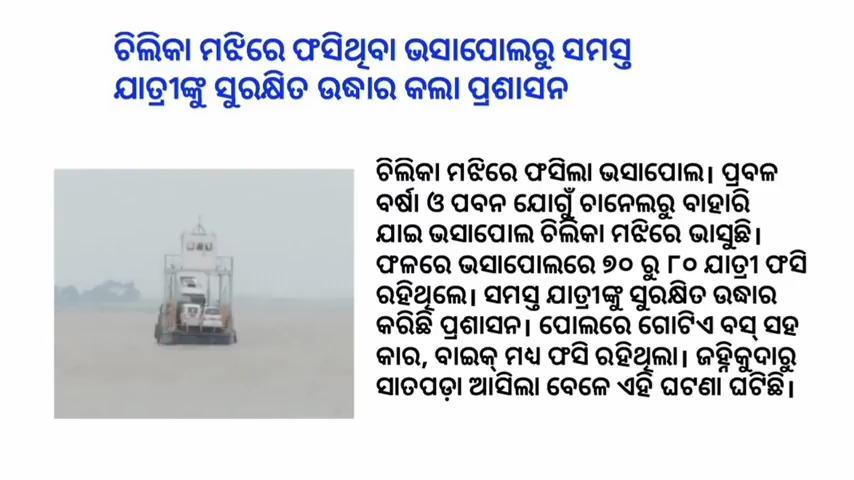 ଚିଲିକା ମଝିରେ ଫସିଥିବା ଭସାପୋଲରୁ ସମସ୍ତ
ଯାତ୍ରୀଙ୍କୁ ସୁରକ୍ଷିତ ଉଦ୍ଧାର କଲା ପ୍ରଶାସନ
ଚିଲିକା ମଝିରେ ଫସିଲା ଭସାପୋଲ। ପ୍ରବଳ
ବର୍ଷା ଓ ପବନ ଯୋଗୁଁ ଚାନେଲରୁ ବାହାରି
ଯାଇ ଭସାପୋଲ ଚିଲିକା ମଝିରେ ଭାସୁଛି।
ଫଳରେ ଭସାପୋଲରେ ୭୦ ରୁ ୮୦ ଯାତ୍ରୀ ଫସି
ରହିଥିଲେ। ସମସ୍ତ ଯାତ୍ରୀଙ୍କୁ ସୁରକ୍ଷିତ ଉଦ୍ଧାର
କରିଛି ପ୍ରଶାସନ। ପୋଲରେ ଗୋଟିଏ ବସ୍ ସହ
କାର, ବାଇକ୍ ମଧ୍ୟ ଫସି ରହିଥିଲା। ଜହ୍ନିକୁଦାରୁ
ସାତପଡ଼ା ଆସିଲା ବେଳେ ଏହି ଘଟଣା ଘଟିଛି।